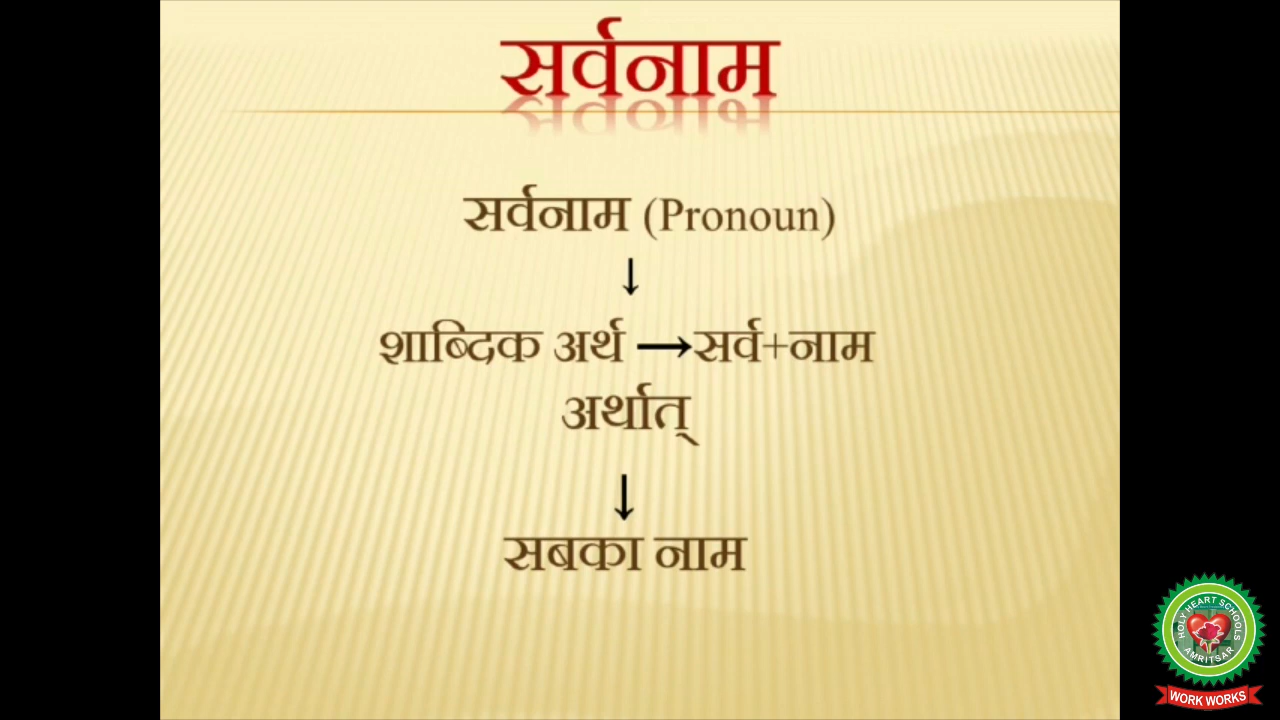 सर्वनाम
सर्वनाम (Pronoun)
↓
शाब्दिक अर्थ →सर्व+नाम
अर्थात्
↓
सबका नाम
HOLY HEART SCHOOLS
AMRITSAR
WORK WORKS